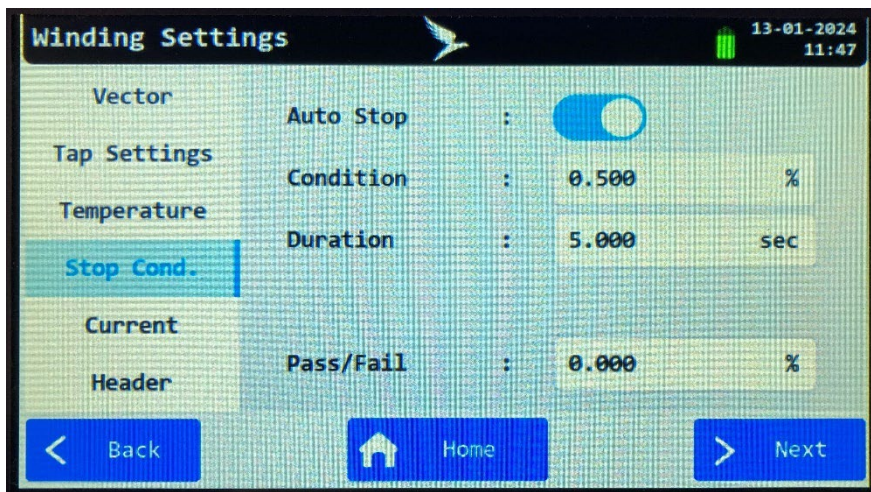 Winding Settings
13-01-2024
11:47
Vector
Tap Settings
Temperature
Stop Cond.
Current
Header
Auto Stop :
Condition : 0.500 %
Duration : 5.000 sec
Pass/Fail : 0.000 %
Back
Home
Next